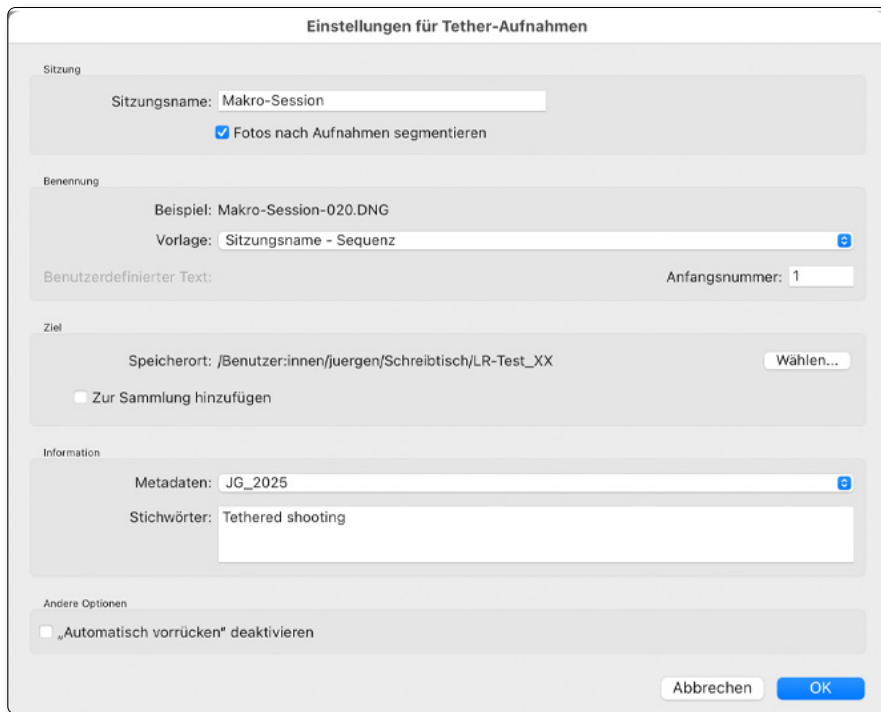 Einstellungen für Tether-Aufnahmen
Sitzung
Sitzungsname: Makro-Session
Fotos nach Aufnahmen segmentieren
Benennung
Beispiel: Makro-Session-020.DNG
Vorlage: Sitzungsname - Sequenz
Benutzerdefinierter Text: Anfangsnummer: 1
Ziel
Speicherort: /Benutzer:innen/juergen/Schreibtisch/LR-Test_XX Wählen...
Zur Sammlung hinzufügen
Information
Metadaten: JG_2025
Stichwörter: Tethered shooting
Andere Optionen
„Automatisch vorrücken“ deaktivieren
Abbrechen OK